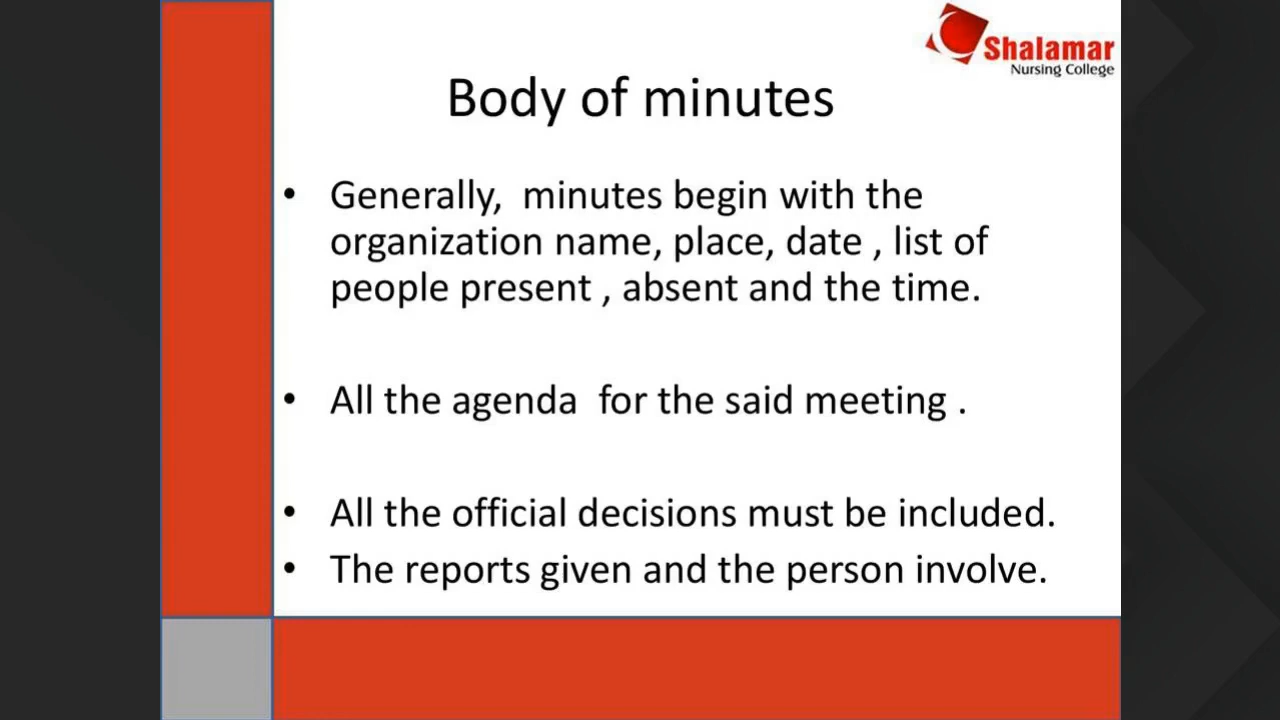 Shalamar
Nursing College
Body of minutes
• Generally,  minutes begin with the
organization name, place, date , list of
people present , absent and the time.
• All the agenda  for the said meeting .
• All the official decisions must be included.
• The reports given and the person involve.